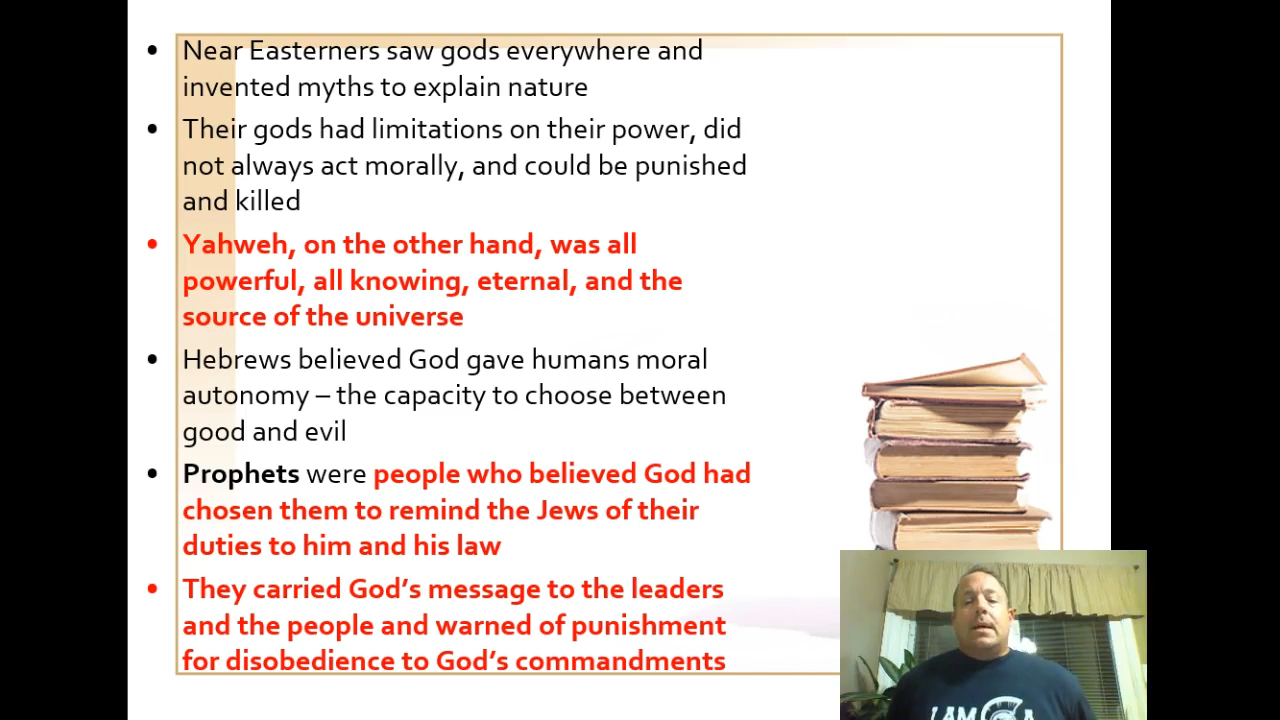 • Near Easterners saw gods everywhere and
invented myths to explain nature
• Their gods had limitations on their power, did
not always act morally, and could be punished
and killed
• Yahweh, on the other hand, was all
powerful, all knowing, eternal, and the
source of the universe
• Hebrews believed God gave humans moral
autonomy – the capacity to choose between
good and evil
• Prophets were people who believed God had
chosen them to remind the Jews of their
duties to him and his law
• They carried God's message to the leaders
and the people and warned of punishment
for disobedience to God's commandments
I AM A